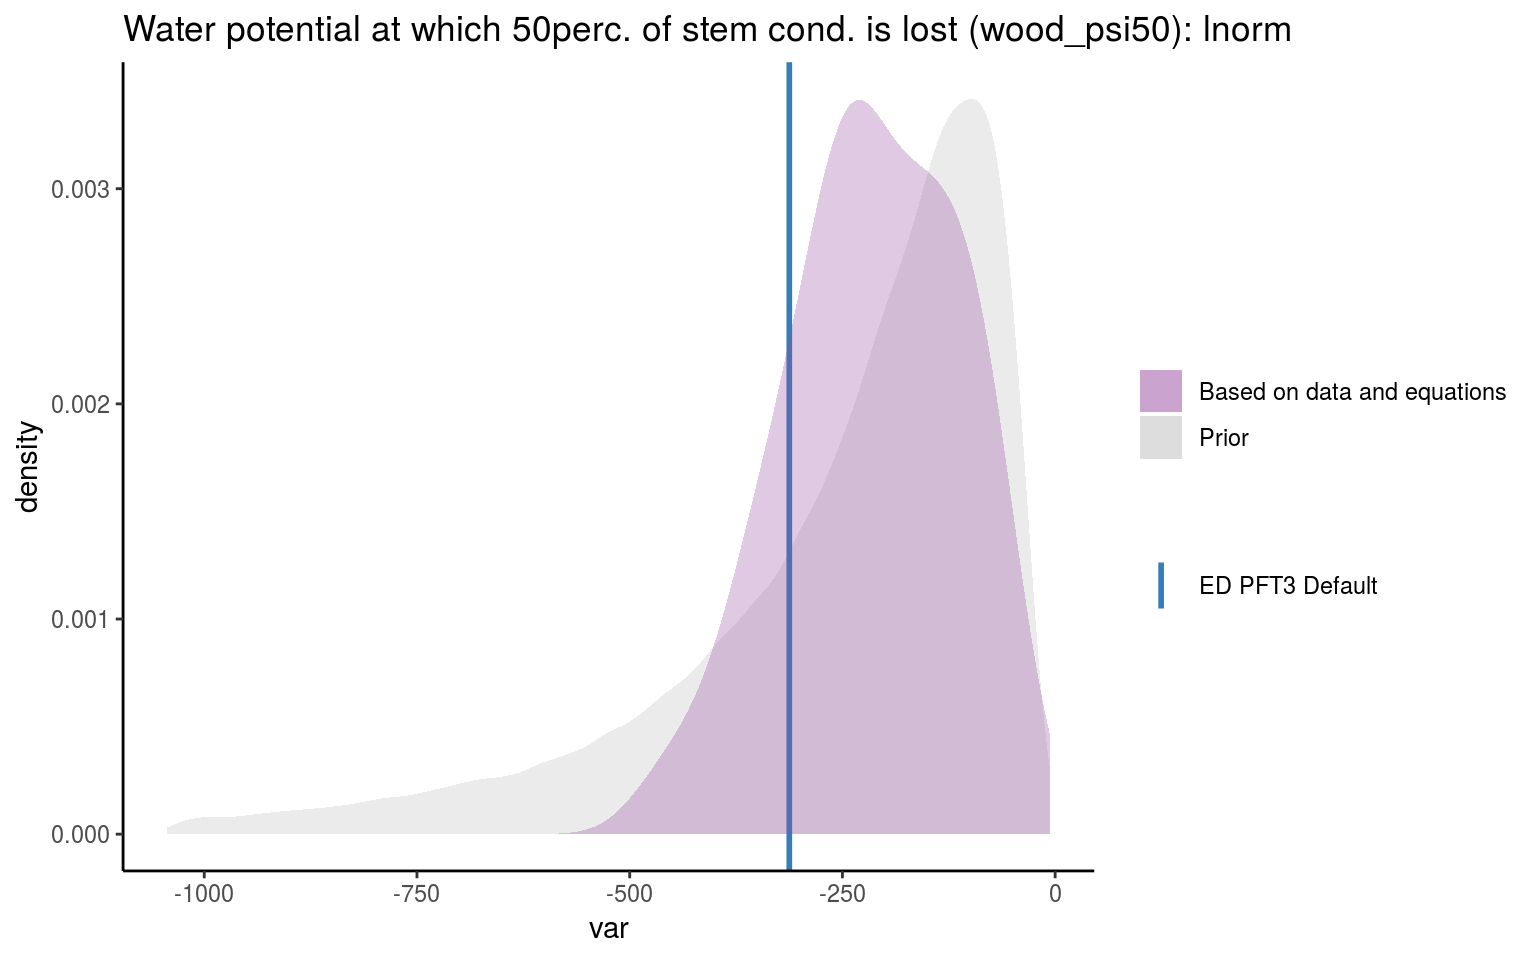 Water potential at which 50perc. of stem cond. is lost (wood_psi50): lnorm
density
0.003
0.002
0.001
0.000
-1000 -750 -500 -250 0
var
Based on data and equations
Prior
ED PFT3 Default